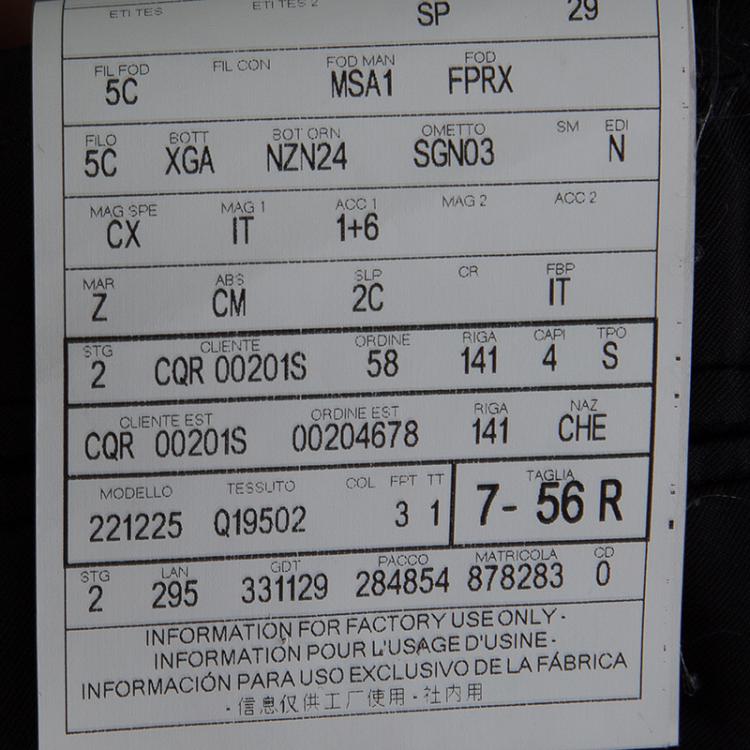 ETI TES ETI TES 2
SP 29
FIL FOD FIL CON FOD MAN FOD
5C MSA1 FPRX
FILO BOTT BOT ORN OMETTO SM EDI
5C XGA NZN24 SGN03 N
MAG SPE MAG 1 ACC 1 MAG 2 ACC 2
CX IT 1+6
MAR ABS SLP CR FBP
Z CM 2C IT
STG CLIENTE ORDINE RIGA CAPI TPO
2 CQR 00201S 58 141 4 S
CLIENTE EST ORDINE EST RIGA NAZ
CQR 00201S 00204678 141 CHE
MODELLO TESSUTO COL FPT TT TAGLIA
221225 Q19502 3 1 7- 56 R
STG LAN GDT PACCO MATRICOLA CD
2 295 331129 284854 878283 0
INFORMATION FOR FACTORY USE ONLY -
INFORMATION POUR L'USAGE D'USINE -
INFORMACIÓN PARA USO EXCLUSIVO DE LA FÁBRICA
- 信息仅供工厂使用 - 社内用